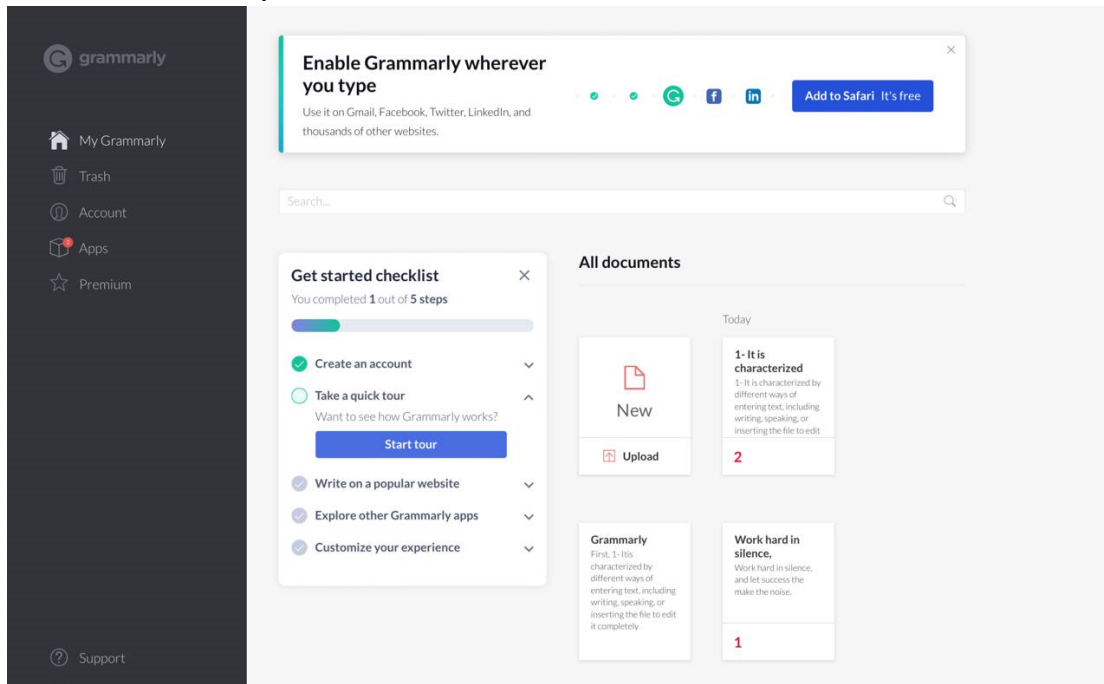 grammarly
My Grammarly
Trash
Account
Apps
Premium
Support
Enable Grammarly wherever
you type
Use it on Gmail, Facebook, Twitter, LinkedIn, and
thousands of other websites.
Add to Safari It's free
Search...
Get started checklist
You completed 1 out of 5 steps
Create an account
Take a quick tour
Want to see how Grammarly works?
Start tour
Write on a popular website
Explore other Grammarly apps
Customize your experience
All documents
Today
New
Upload
1- It is
characterized
1- It is characterized by
different ways of
entering text, including
writing, speaking, or
inserting the file to edit
2
Grammarly
First, 1- Itis
characterized by
different ways of
entering text, including
writing, speaking, or
inserting the file to edit
it completely
Work hard in
silence,
Work hard in silence,
and let success the
make the noise.
1